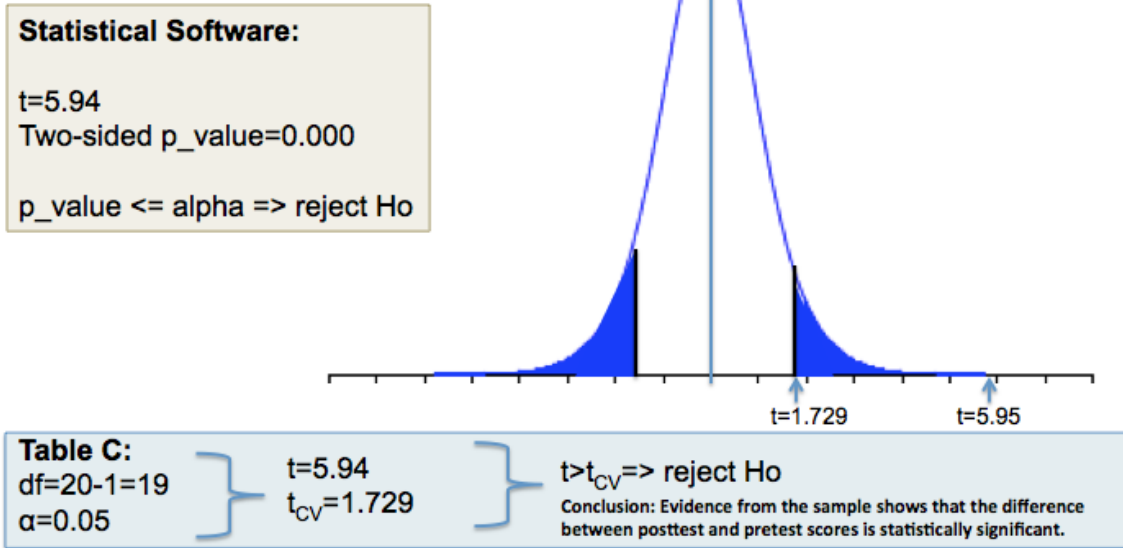 Statistical Software:
t=5.94
Two-sided p_value=0.000
p_value <= alpha => reject Ho
t=1.729
t=5.95
Table C:
df=20-1=19
α=0.05
t=5.94
tCV=1.729
t>tCV=> reject Ho
Conclusion: Evidence from the sample shows that the difference
between posttest and pretest scores is statistically significant.